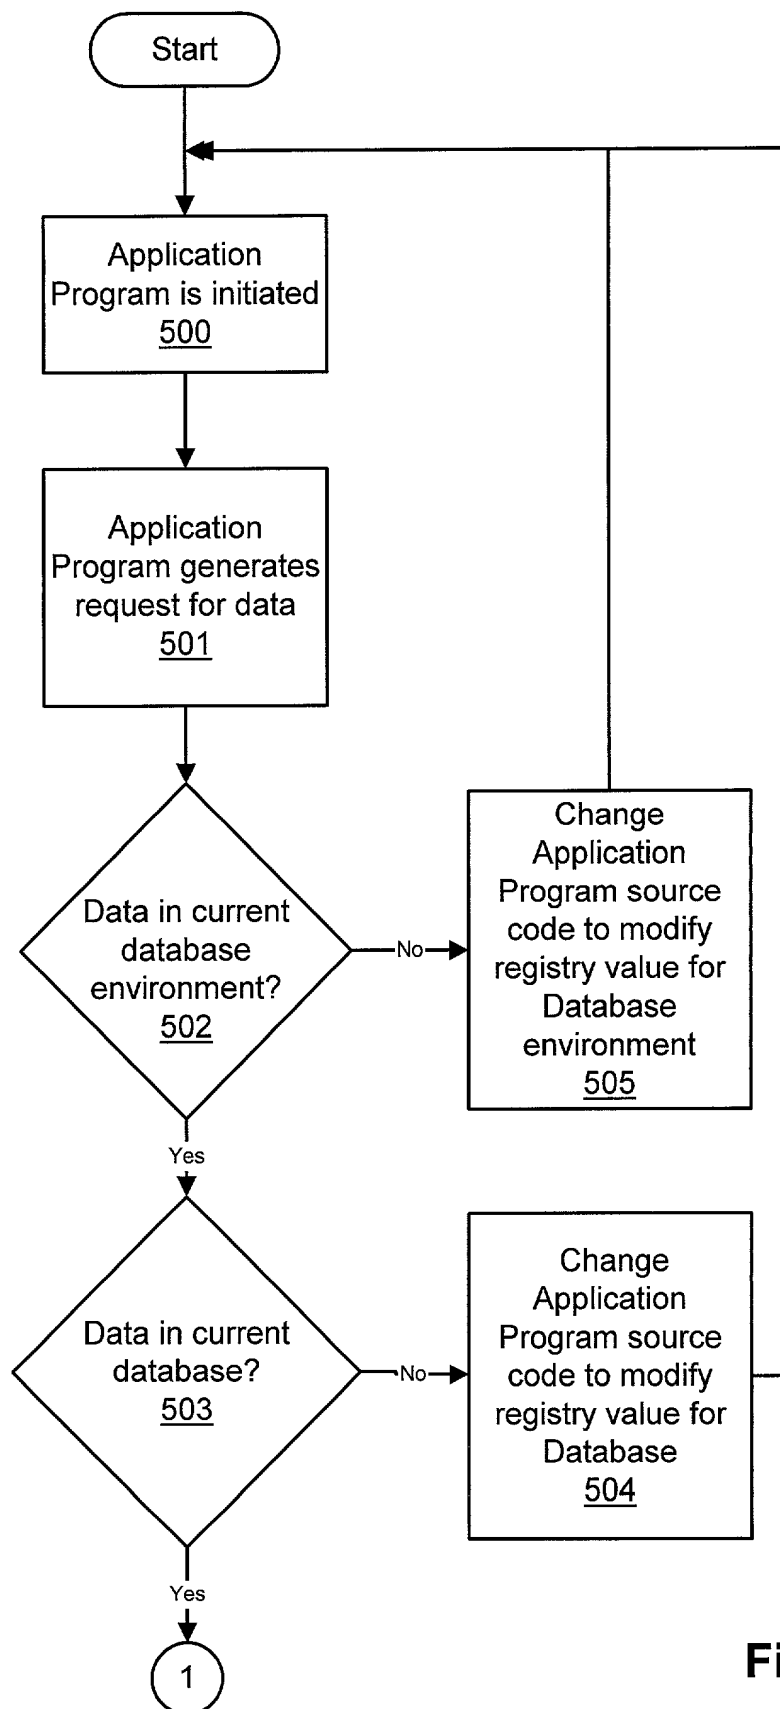 Start
Application
Program is initiated
500
Application
Program generates
request for data
501
Data in current
database
environment?
502
No
Change
Application
Program source
code to modify
registry value for
Database
environment
505
Yes
Data in current
database?
503
No
Change
Application
Program source
code to modify
registry value for
Database
504
Yes
1